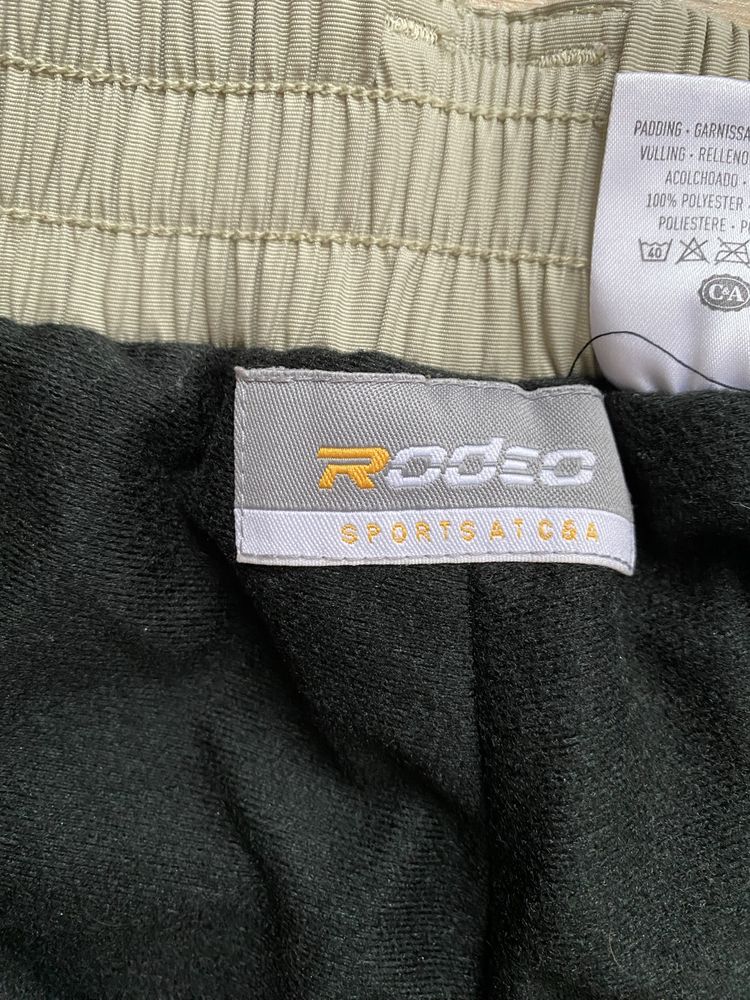 PADDING • GARNISSA
VULLING • RELLENO
ACOLCHOADO •
100% POLYESTER
POLIESTERE •
40
C&A
RODEO
SPORTS AT C&A